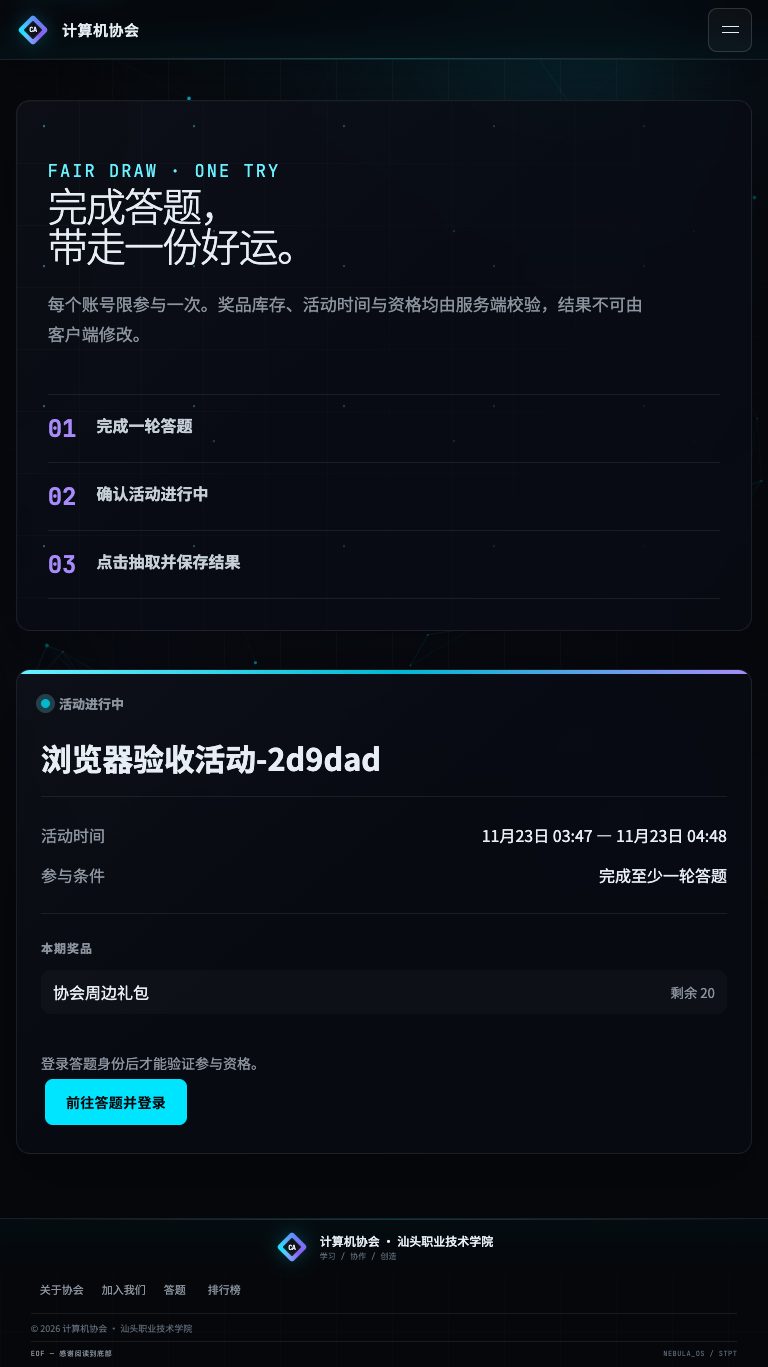 CA 计算机协会
FAIR DRAW · ONE TRY
完成答题，
带走一份好运。
每个账号限参与一次。奖品库存、活动时间与资格均由服务端校验，结果不可由
客户端修改。
01 完成一轮答题
02 确认活动进行中
03 点击抽取并保存结果
活动进行中
浏览器验收活动-2d9dad
活动时间 11月23日 03:47 — 11月23日 04:48
参与条件 完成至少一轮答题
本期奖品
协会周边礼包 剩余 20
登录答题身份后才能验证参与资格。
前往答题并登录
CA 计算机协会 · 汕头职业技术学院
学习 / 协作 / 创造
关于协会 加入我们 答题 排行榜
© 2026 计算机协会 · 汕头职业技术学院
EOF — 感谢阅读到底部 NEBULA_OS / STPT